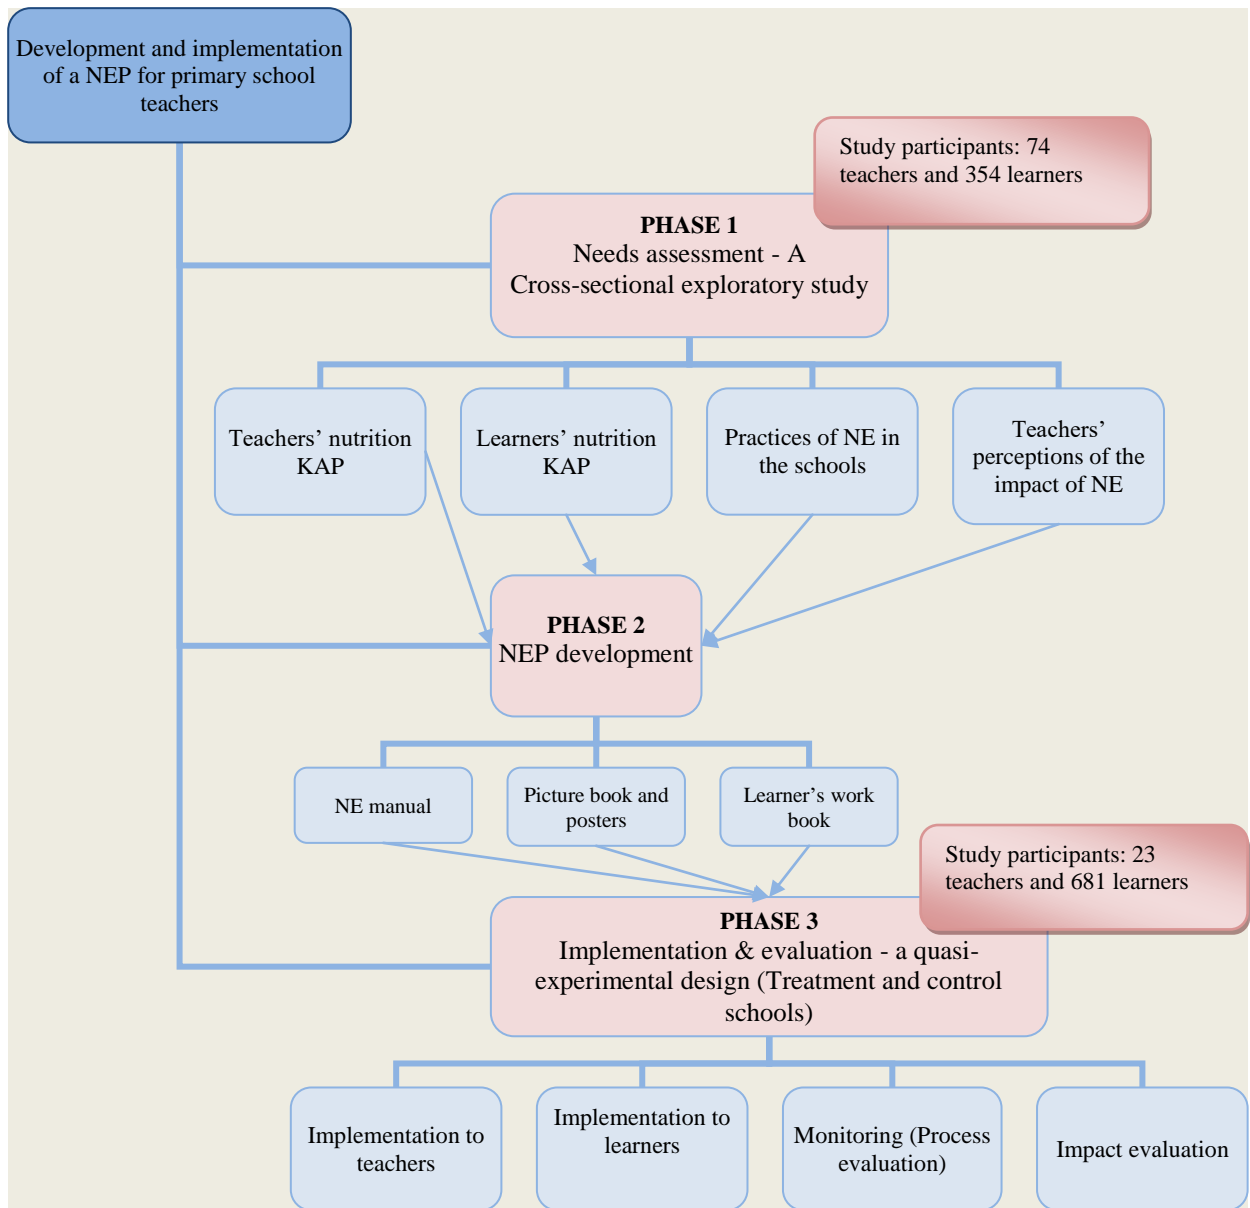 Development and implementation
of a NEP for primary school
teachers
Study participants: 74
teachers and 354 learners
PHASE 1
Needs assessment - A
Cross-sectional exploratory study
Teachers’ nutrition
KAP
Learners’ nutrition
KAP
Practices of NE in
the schools
Teachers’
perceptions of the
impact of NE
PHASE 2
NEP development
NE manual
Picture book and
posters
Learner’s work
book
Study participants: 23
teachers and 681 learners
PHASE 3
Implementation & evaluation - a quasi-
experimental design (Treatment and control
schools)
Implementation to
teachers
Implementation to
learners
Monitoring (Process
evaluation)
Impact evaluation